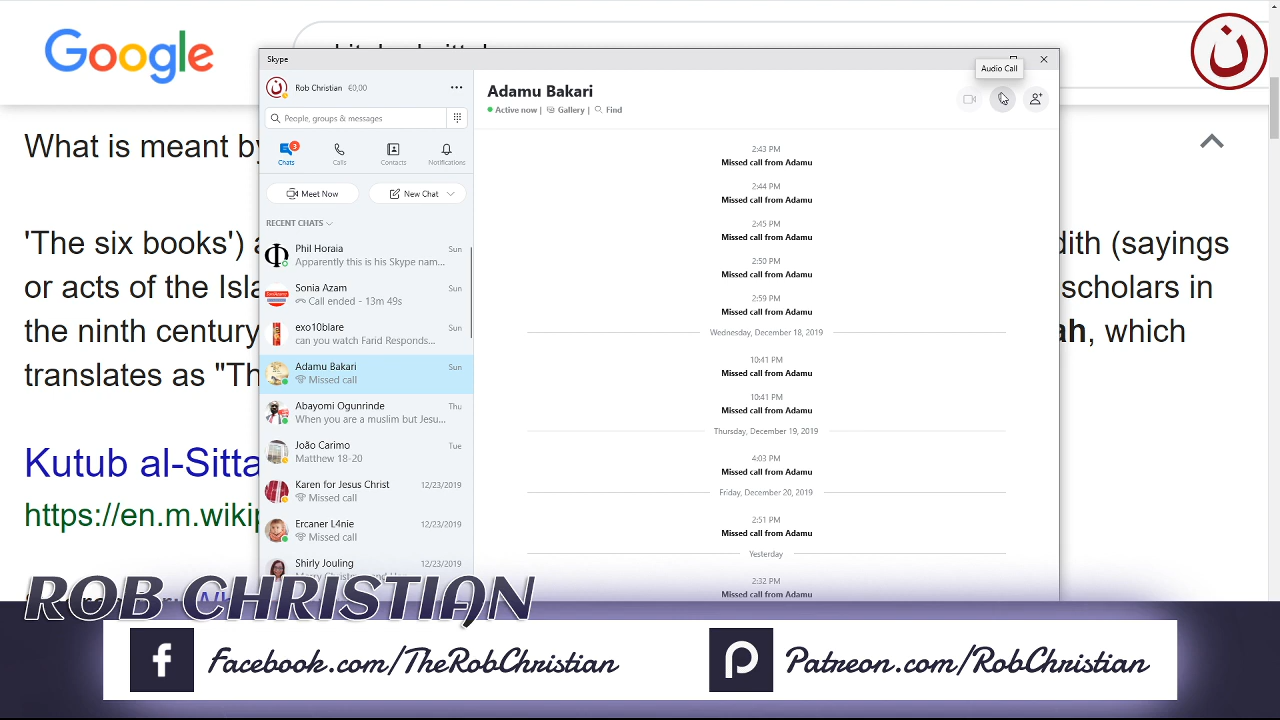 Google
ن
Skype
Audio Call
Rob Christian €0,00
People, groups & messages
3
Chats
Calls
Contacts
Notifications
Meet Now
New Chat
RECENT CHATS
Phil Horaia Sun
Apparently this is his Skype nam...
Sonia Azam Sun
Call ended - 13m 49s
exo10blare Sun
can you watch Farid Responds...
Adamu Bakari Sun
Missed call
Abayomi Ogunrinde Thu
When you are a muslim but Jesu...
João Carimo Tue
Matthew 18-20
Karen for Jesus Christ 12/23/2019
Missed call
Ercaner L4nie 12/23/2019
Missed call
Shirly Jouling 12/23/2019
Adamu Bakari
Active now | Gallery | Find
2:43 PM
Missed call from Adamu
2:44 PM
Missed call from Adamu
2:45 PM
Missed call from Adamu
2:50 PM
Missed call from Adamu
2:59 PM
Missed call from Adamu
Wednesday, December 18, 2019
10:41 PM
Missed call from Adamu
10:41 PM
Missed call from Adamu
Thursday, December 19, 2019
4:03 PM
Missed call from Adamu
Friday, December 20, 2019
2:51 PM
Missed call from Adamu
Yesterday
2:32 PM
Missed call from Adamu
What is meant by
'The six books') dith (sayings
or acts of the Isla scholars in
the ninth century ah, which
translates as "Th
Kutub al-Sitta
https://en.m.wikip
ROB CHRISTIAN
Facebook.com/TheRobChristian
Patreon.com/RobChristian